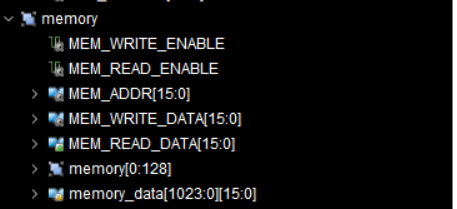 memory
MEM_WRITE_ENABLE
MEM_READ_ENABLE
MEM_ADDR[15:0]
MEM_WRITE_DATA[15:0]
MEM_READ_DATA[15:0]
memory[0:128]
memory_data[1023:0][15:0]